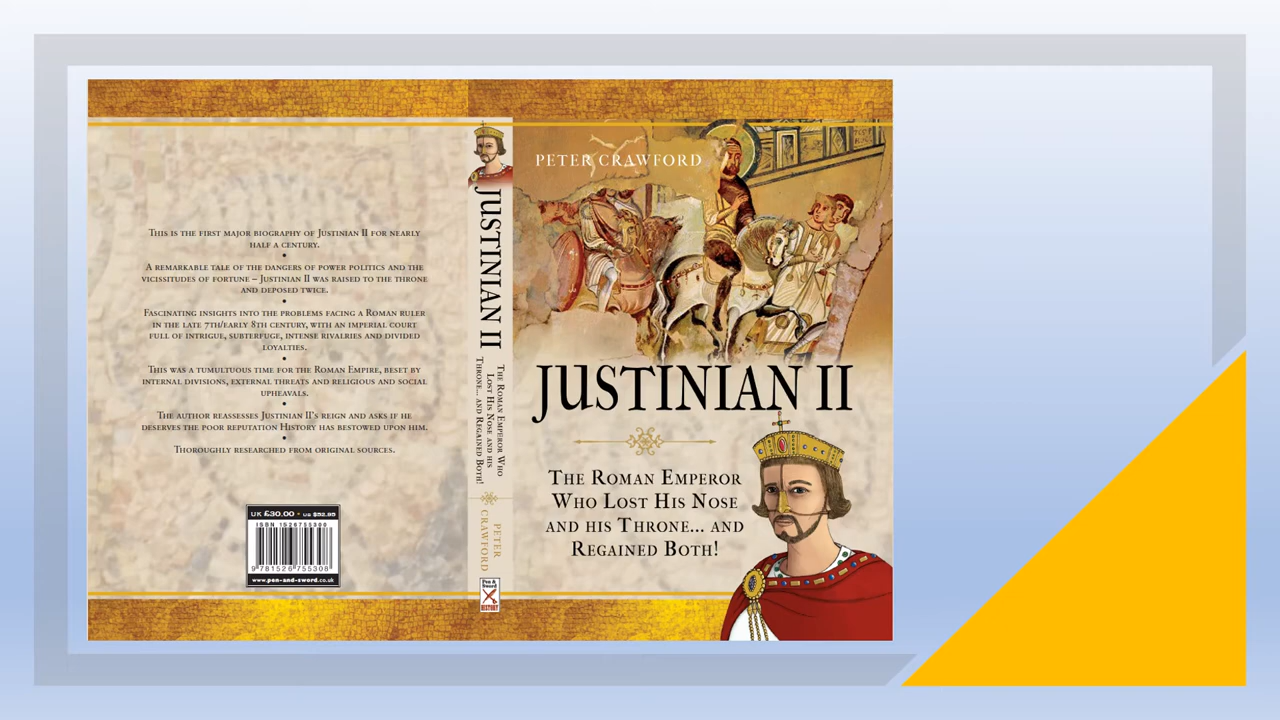 This is the first major biography of Justinian II for nearly
half a century.
•
A remarkable tale of the dangers of power politics and the
vicissitudes of fortune – Justinian II was raised to the throne
and deposed twice.
•
Fascinating insights into the problems facing a Roman ruler
in the late 7th/early 8th century, with an imperial court
full of intrigue, subterfuge, intense rivalries and divided
loyalties.
•
This was a tumultuous time for the Roman Empire, beset by
internal divisions, external threats and religious and social
upheavals.
•
The author reassesses Justinian II's reign and asks if he
deserves the poor reputation History has bestowed upon him.
•
Thoroughly researched from original sources.
UK £30.00 • US $52.95
ISBN 1526755300
9 781526 755308
www.pen-and-sword.co.uk
JUSTINIAN II
The Roman Emperor Who
Lost His Nose and his
Throne... and Regained Both!
PETER
CRAWFORD
Pen &
Sword
HISTORY
PETER CRAWFORD
JUSTINIAN II
The Roman Emperor
Who Lost His Nose
and his Throne... and
Regained Both!